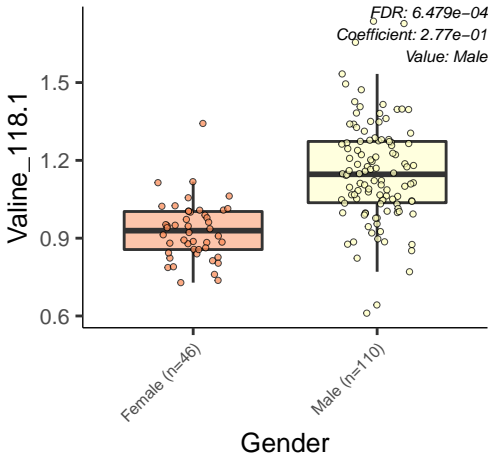 FDR: 6.479e−04
Coefficient: 2.77e−01
Value: Male
Valine_118.1
1.5
1.2
0.9
0.6
Female (n=46)
Male (n=110)
Gender